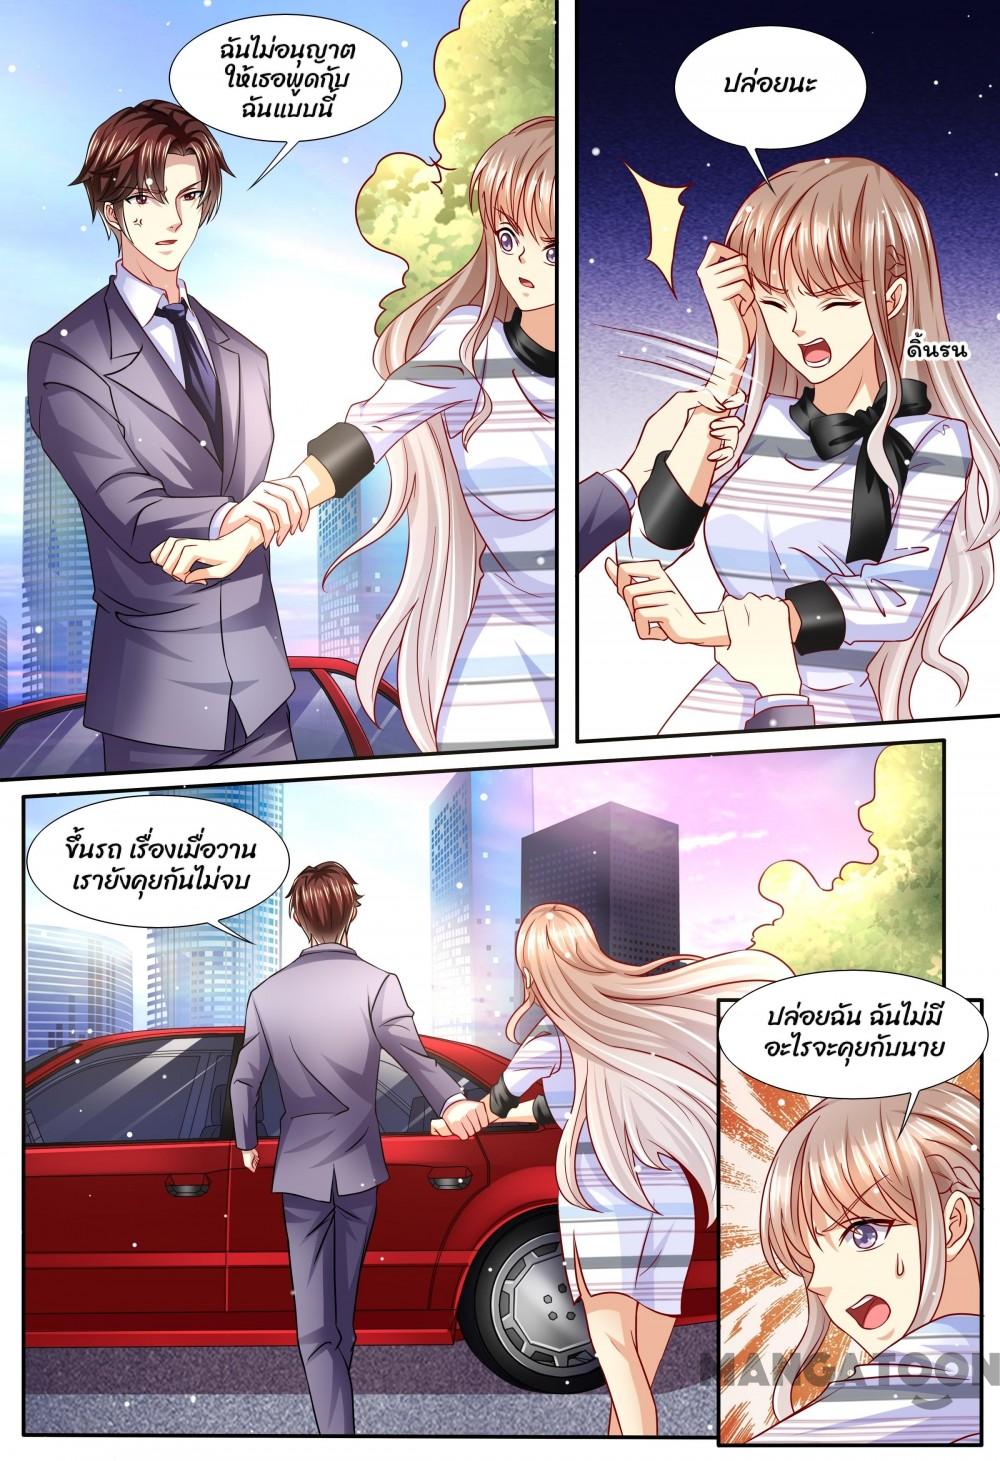 ฉันไม่อนุญาต
ให้เธอพูดกับ
ฉันแบบนี้
ปล่อยนะ
ดิ้นรน
ขึ้นรถ เรื่องเมื่อวาน
เรายังคุยกันไม่จบ
ปล่อยฉัน ฉันไม่มี
อะไรจะคุยกับนาย
MANGATOON